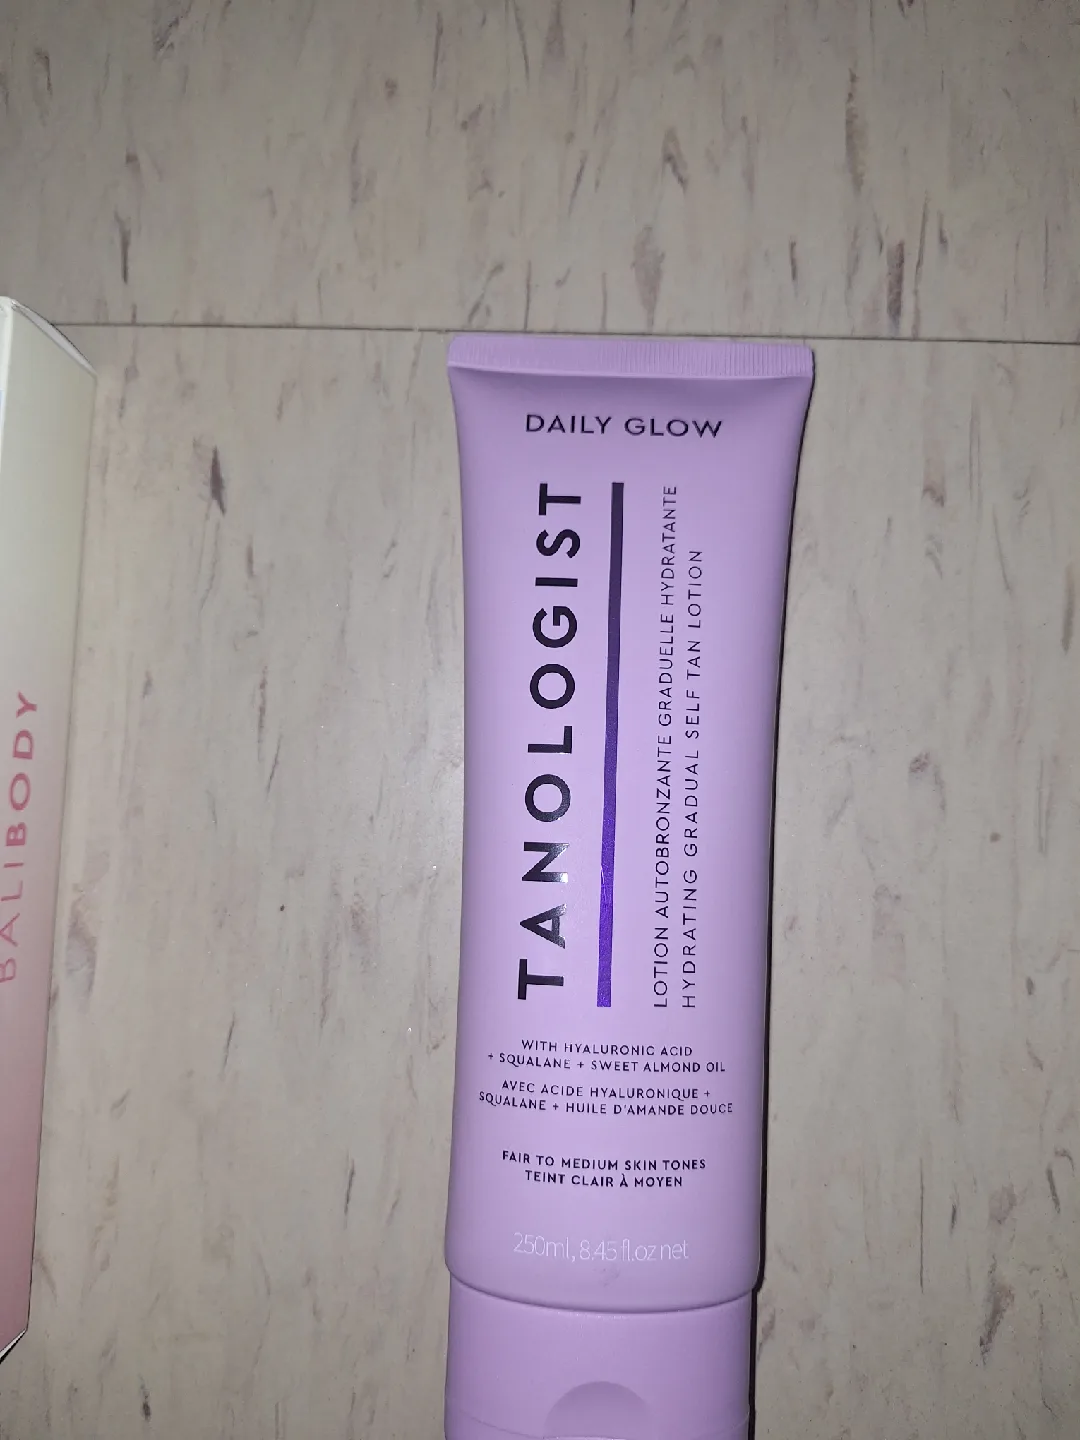 BALIBODY
DAILY GLOW
TANOLOGIST
LOTION AUTOBRONZANTE GRADUELLE HYDRATANTE
HYDRATING GRADUAL SELF TAN LOTION
WITH HYALURONIC ACID
+ SQUALANE + SWEET ALMOND OIL
AVEC ACIDE HYALURONIQUE +
SQUALANE + HUILE D'AMANDE DOUCE
FAIR TO MEDIUM SKIN TONES
TEINT CLAIR À MOYEN
250ml, 8.45 fl.oz net